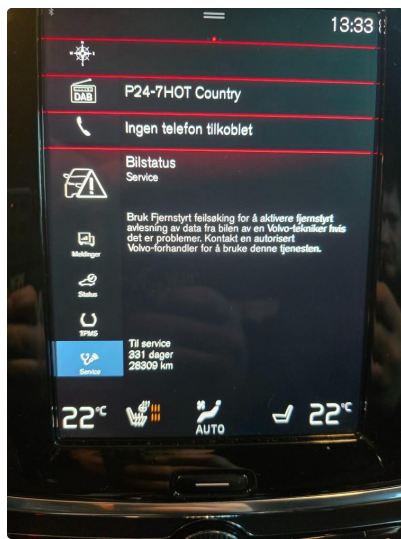 13:33
DAB
P24-7HOT Country
Ingen telefon tilkoblet
Bilstatus
Service
Bruk Fjernstyrt feilsøking for å aktivere fjernstyrt
avlesning av data fra bilen av en Volvo-tekniker hvis
det er problemer. Kontakt en autorisert
Volvo-forhandler for å bruke denne tjenesten.
Meldinger
Status
TPMS
Service
Til service
331 dager
28309 km
22°C
AUTO
22°C